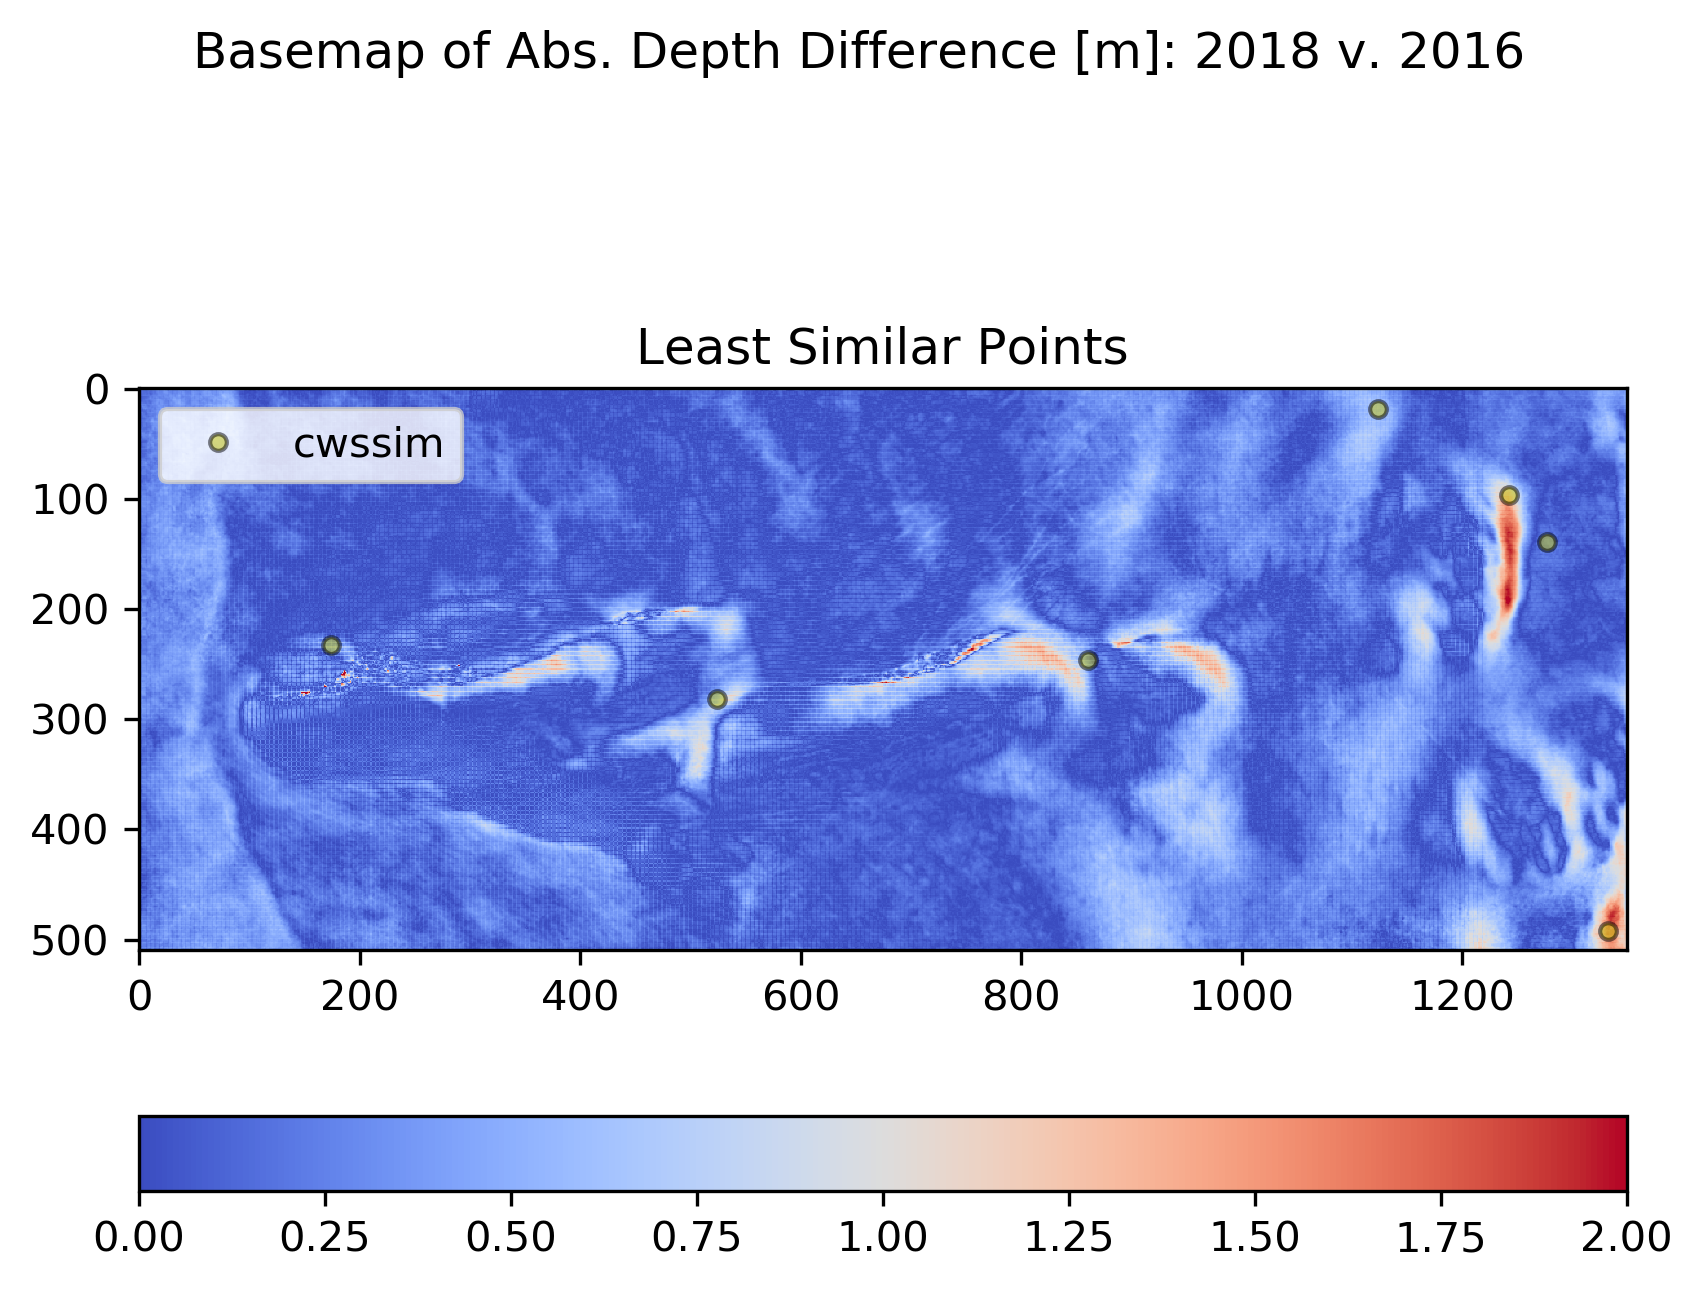 Basemap of Abs. Depth Difference [m]: 2018 v. 2016
Least Similar Points
cwssim
0
100
200
300
400
500
0 200 400 600 800 1000 1200
0.00 0.25 0.50 0.75 1.00 1.25 1.50 1.75 2.00